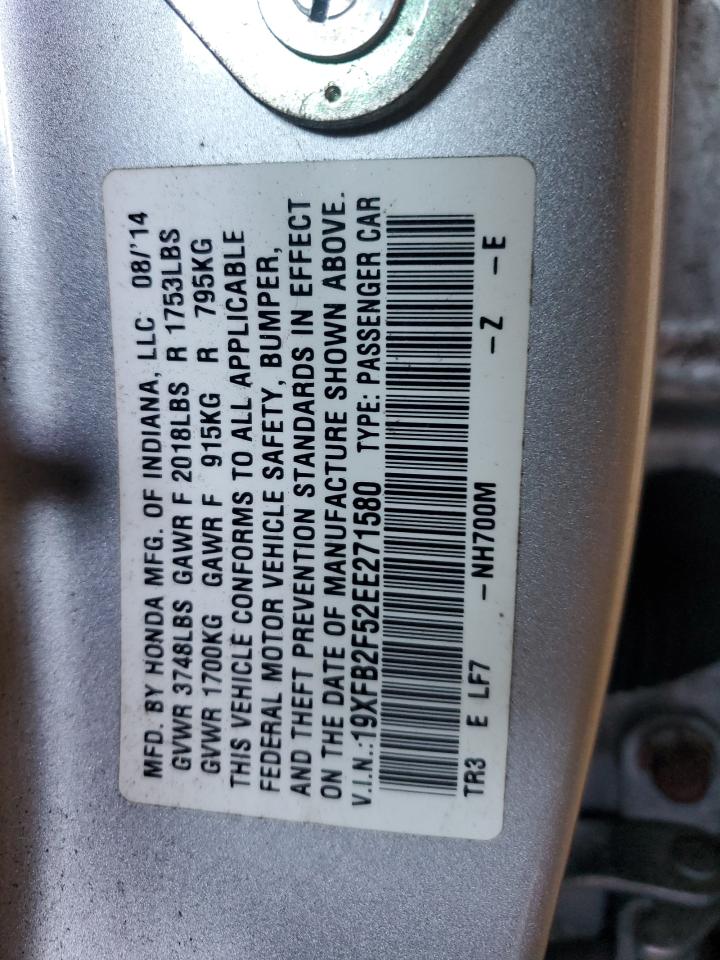 MFD. BY HONDA MFG. OF INDIANA, LLC 08/'14
GVWR 3748LBS GAWR F 2018LBS R 1753LBS
GVWR 1700KG GAWR F 915KG R 795KG
THIS VEHICLE CONFORMS TO ALL APPLICABLE
FEDERAL MOTOR VEHICLE SAFETY, BUMPER,
AND THEFT PREVENTION STANDARDS IN EFFECT
ON THE DATE OF MANUFACTURE SHOWN ABOVE.
V.I.N.:19XFB2F52EE271580 TYPE: PASSENGER CAR
TR3 E LF7 -NH700M -Z -E